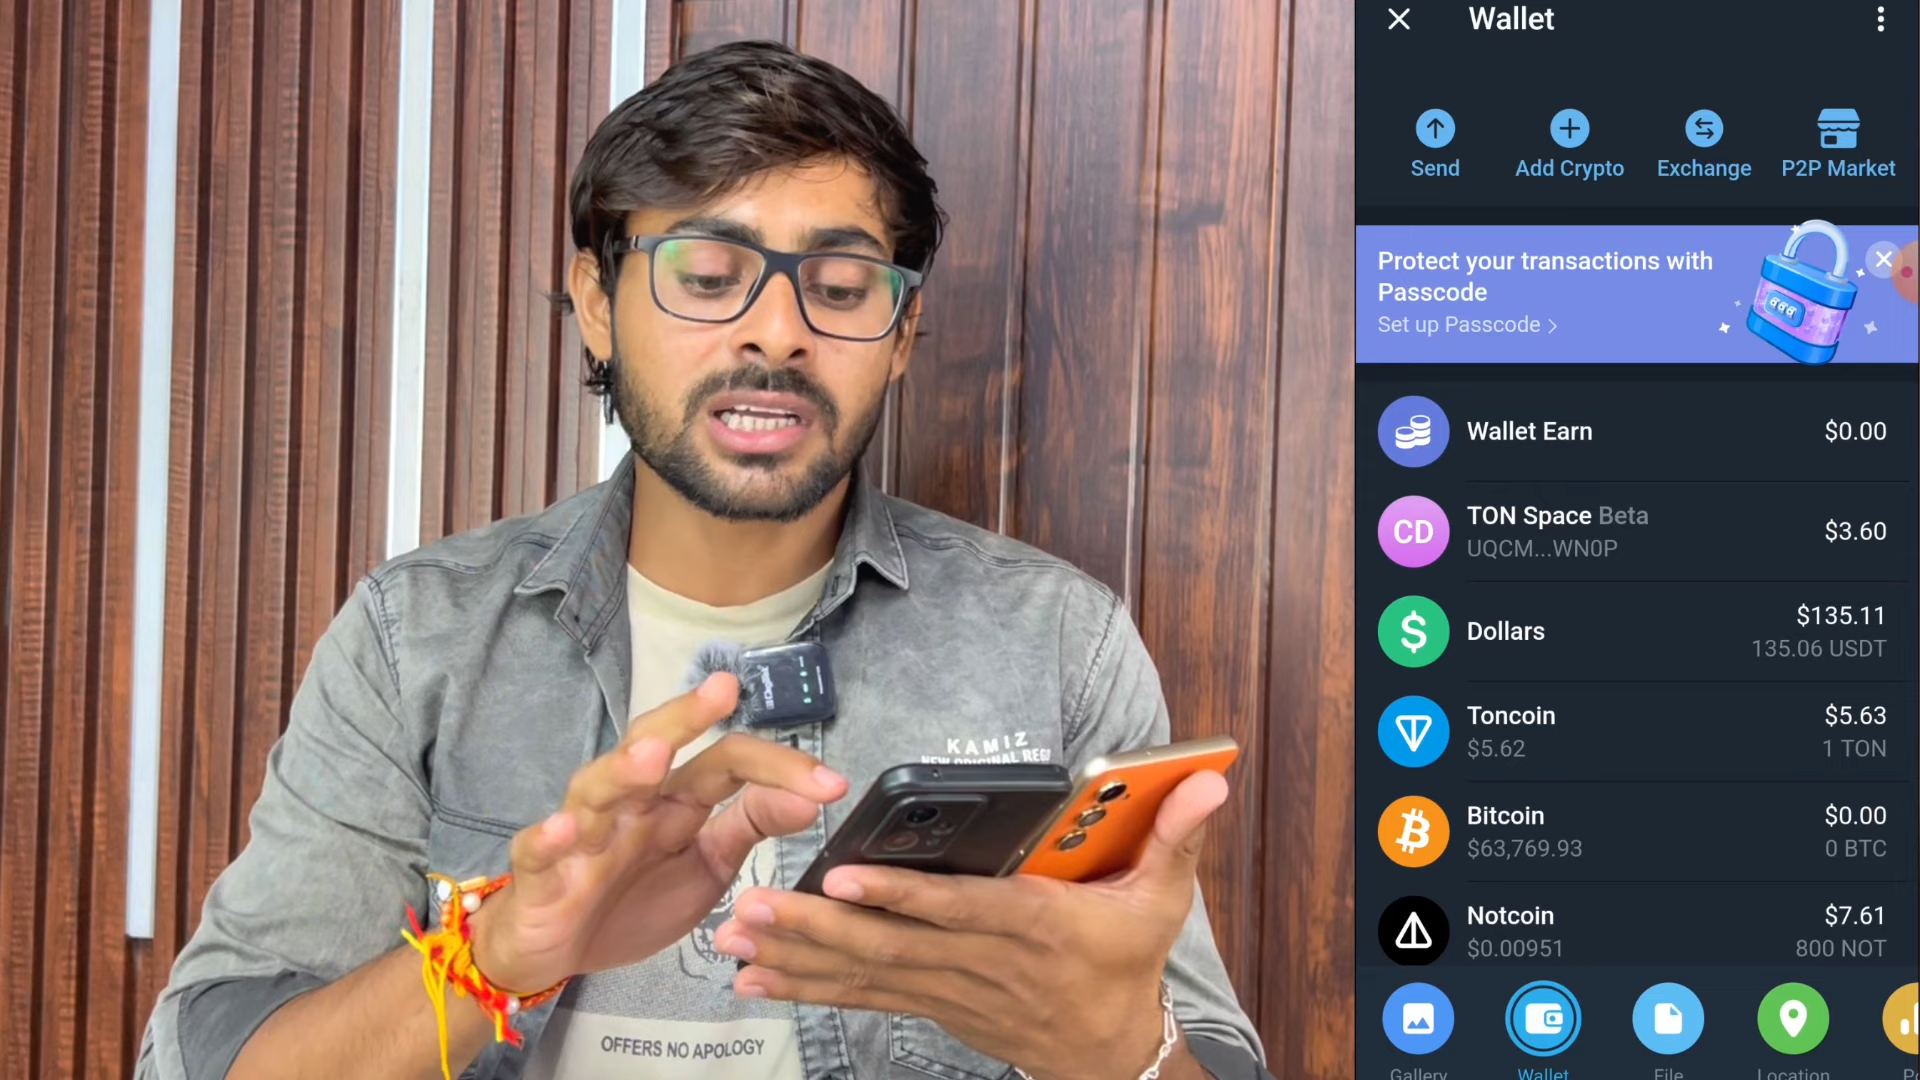 Wallet
Send
Add Crypto
Exchange
P2P Market
Protect your transactions with
Passcode
Set up Passcode >
Wallet Earn
$0.00
TON Space Beta
UQCM...WN0P
$3.60
Dollars
$135.11
135.06 USDT
Toncoin
$5.63
$5.62
1 TON
Bitcoin
$0.00
$63,769.93
0 BTC
Notcoin
$7.61
$0.00951
800 NOT
Gallery
Wallet
File
Location
KAMIZ
NEW ORIGINAL
OFFERS NO APOLOGY